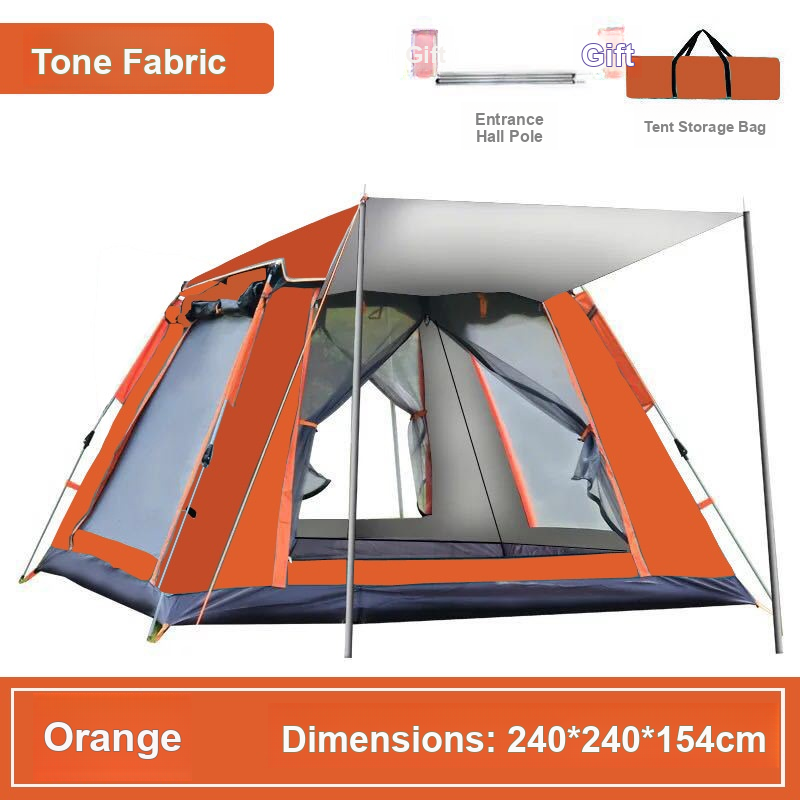 Tone Fabric
Gift
Gift
Entrance
Hall Pole
Tent Storage Bag
Orange
Dimensions: 240*240*154cm